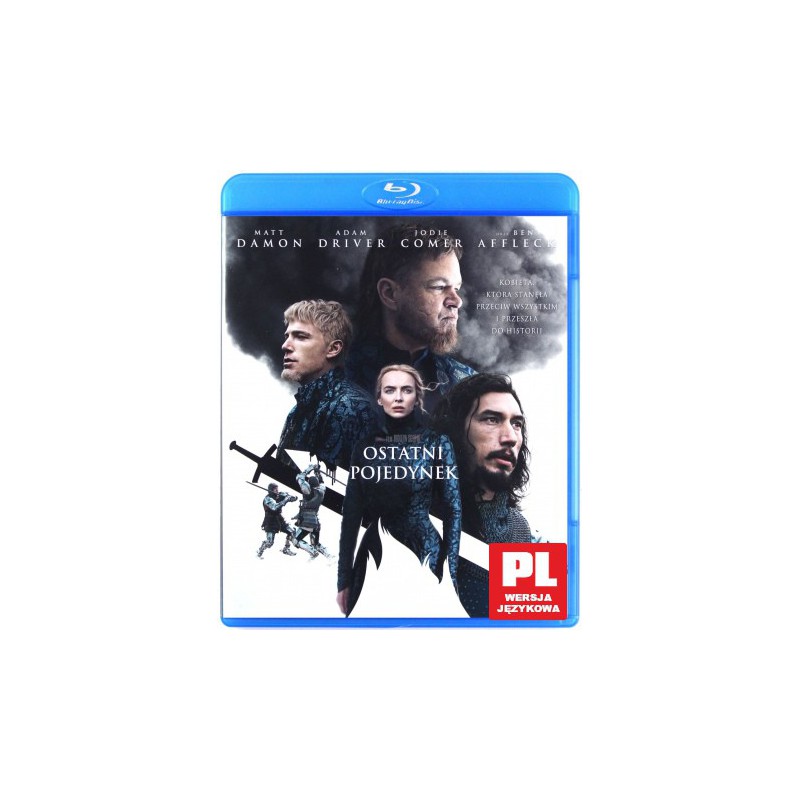 Blu-ray Disc
MATT ADAM JODIE BEN
DAMON DRIVER COMER AFFLECK
KOBIETA,
KTÓRA STANĘŁA
PRZECIW WSZYSTKIM
I PRZESZŁA
DO HISTORII
OSTATNI
POJEDYNEK
PL
WERSJA
JĘZYKOWA